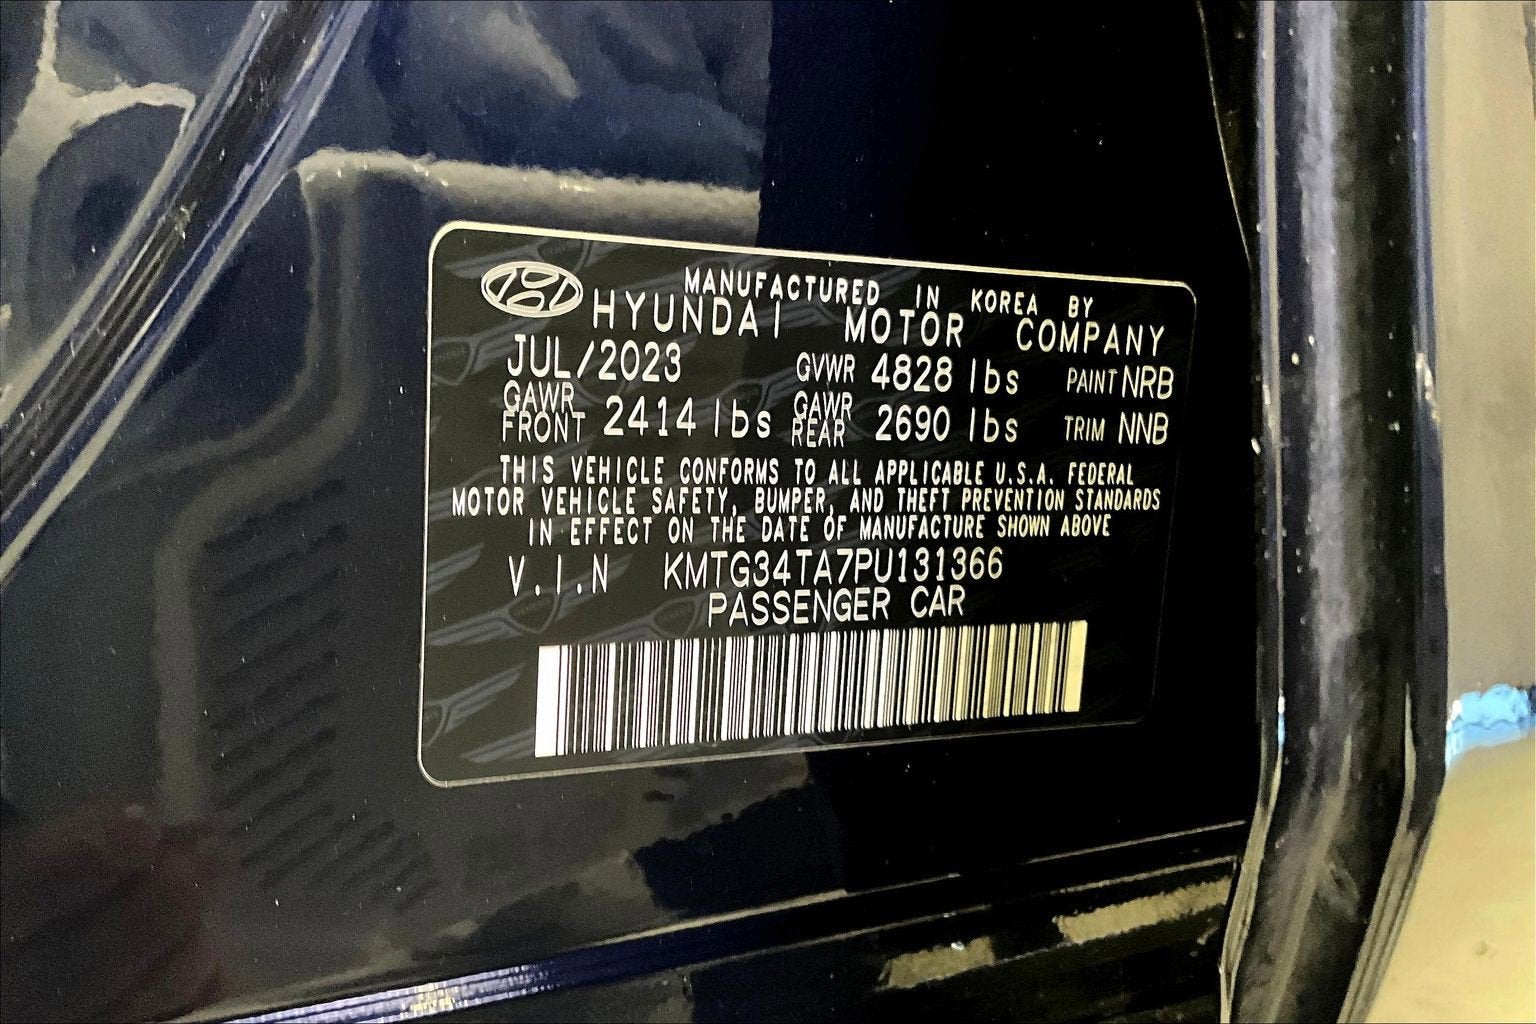 MANUFACTURED IN KOREA BY
HYUNDAI MOTOR COMPANY
JUL/2023 GVWR 4828 lbs PAINT NRB
GAWR FRONT 2414 lbs GAWR REAR 2690 lbs TRIM NNB
THIS VEHICLE CONFORMS TO ALL APPLICABLE U.S.A. FEDERAL
MOTOR VEHICLE SAFETY, BUMPER, AND THEFT PREVENTION STANDARDS
IN EFFECT ON THE DATE OF MANUFACTURE SHOWN ABOVE
V.I.N KMTG34TA7PU131366
PASSENGER CAR